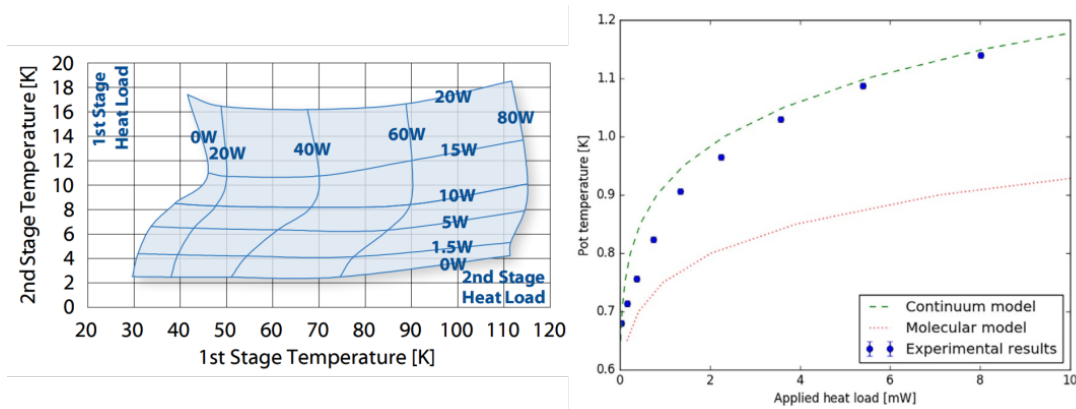 20
18
16
14
12
10
8
6
4
2
0
2nd Stage Temperature [K]
1st Stage
Heat Load
0W
20W
40W
60W
80W
20W
15W
10W
5W
1.5W
0W
2nd Stage
Heat Load
20 30 40 50 60 70 80 90 100 110 120
1st Stage Temperature [K]
1.2
1.1
1.0
0.9
0.8
0.7
0.6
Pot temperature [K]
Continuum model
Molecular model
Experimental results
0 2 4 6 8 10
Applied heat load [mW]